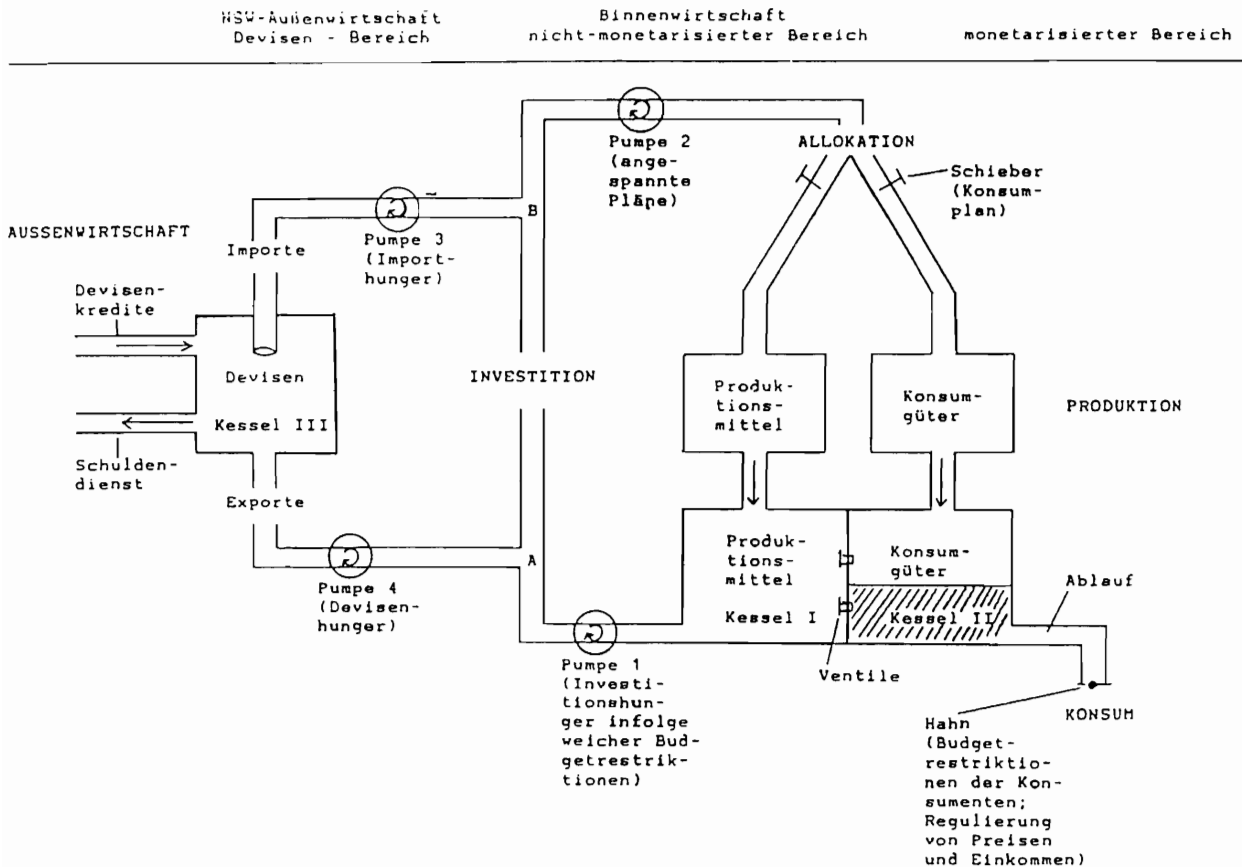 NSW-Außenwirtschaft
Devisen - Bereich
Binnenwirtschaft
nicht-monetarisierter Bereich
monetarisierter Bereich
Pumpe 2
(ange-
spannte
Pläne)
ALLOKATION
Schieber
(Konsum-
plan)
B
AUSSENWIRTSCHAFT
Importe
Pumpe 3
(Import-
hunger)
Devisen-
kredite
Devisen
Kessel III
INVESTITION
Produk-
tions-
mittel
Konsum-
güter
PRODUKTION
Schulden-
dienst
Exporte
A
Pumpe 4
(Devisen-
hunger)
Produk-
tions-
mittel
Kessel I
Konsum-
güter
Kessel II
Ablauf
Pumpe 1
(Investi-
tionshun-
ger infolge
weicher Bud-
getrestrik-
tionen)
Ventile
Hahn
(Budget-
restriktio-
nen der Kon-
sumenten;
Regulierung
von Preisen
und Einkommen)
KONSUM